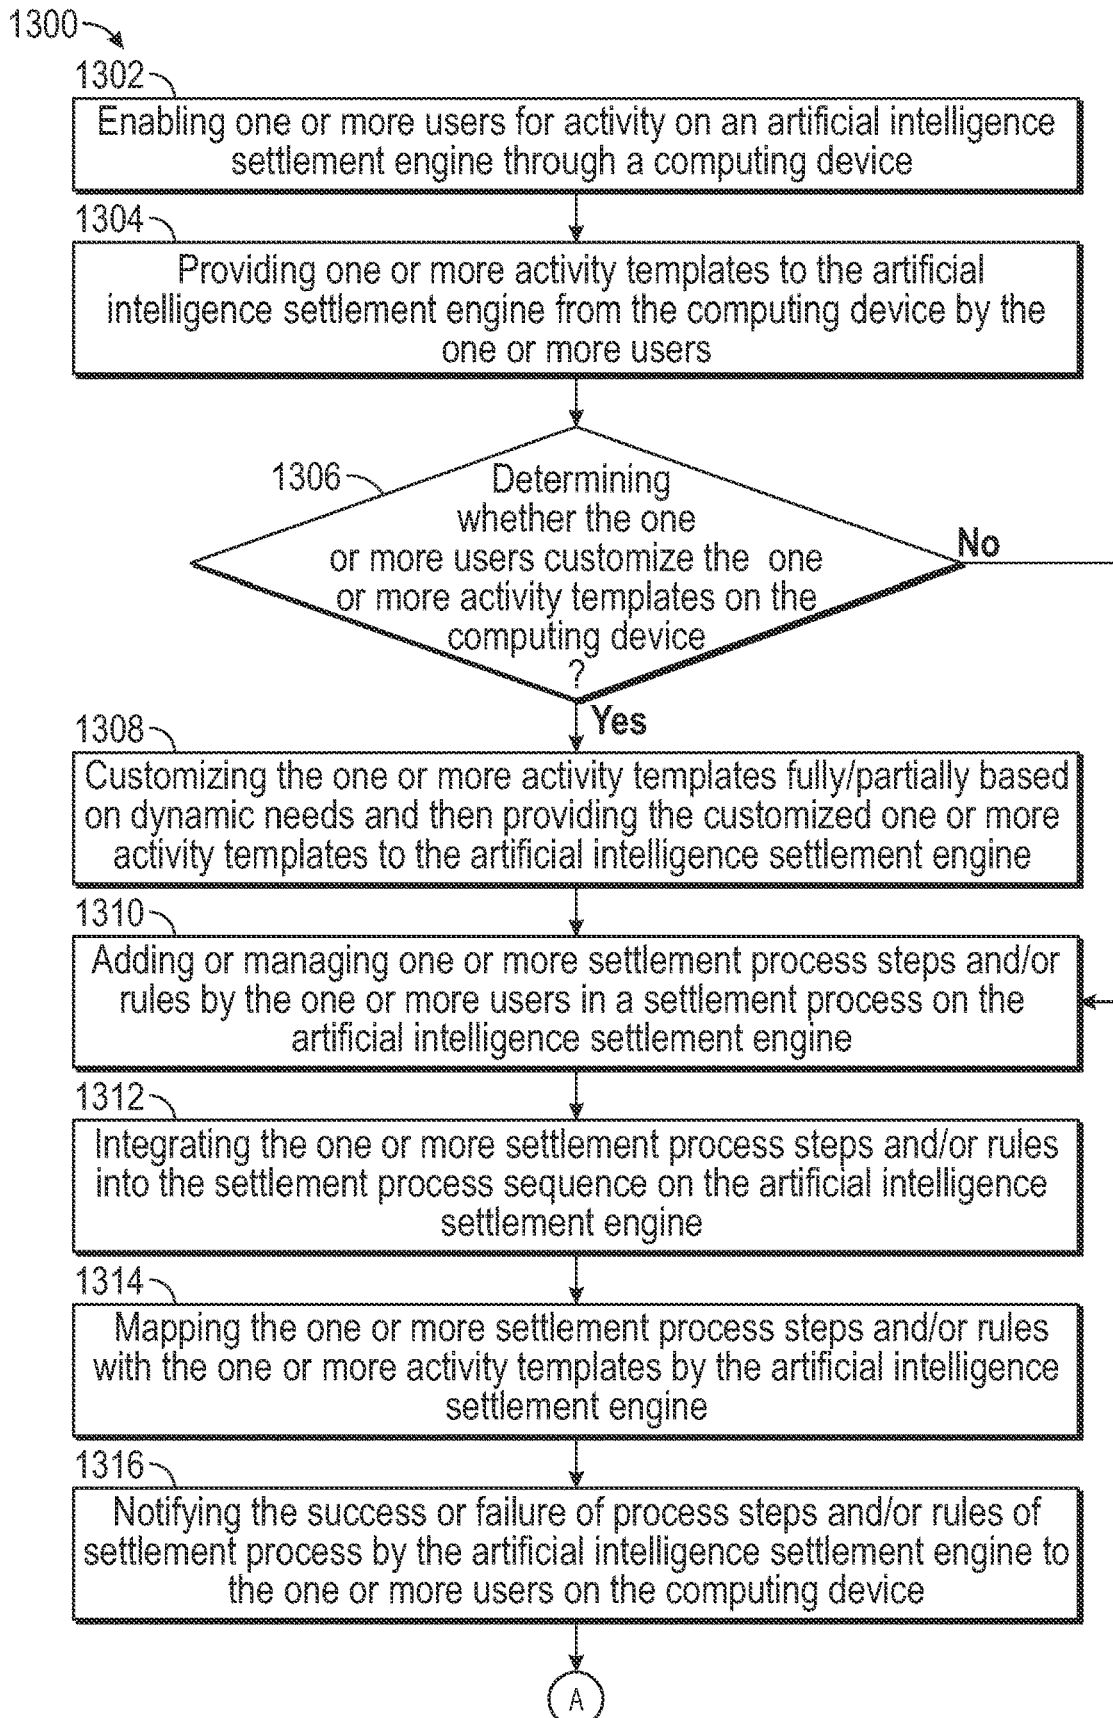 1300
1302
Enabling one or more users for activity on an artificial intelligence
settlement engine through a computing device
1304
Providing one or more activity templates to the artificial
intelligence settlement engine from the computing device by the
one or more users
1306
Determining
whether the one
or more users customize the one
or more activity templates on the
computing device
?
No
Yes
1308
Customizing the one or more activity templates fully/partially based
on dynamic needs and then providing the customized one or more
activity templates to the artificial intelligence settlement engine
1310
Adding or managing one or more settlement process steps and/or
rules by the one or more users in a settlement process on the
artificial intelligence settlement engine
1312
Integrating the one or more settlement process steps and/or rules
into the settlement process sequence on the artificial intelligence
settlement engine
1314
Mapping the one or more settlement process steps and/or rules
with the one or more activity templates by the artificial intelligence
settlement engine
1316
Notifying the success or failure of process steps and/or rules of
settlement process by the artificial intelligence settlement engine to
the one or more users on the computing device
A